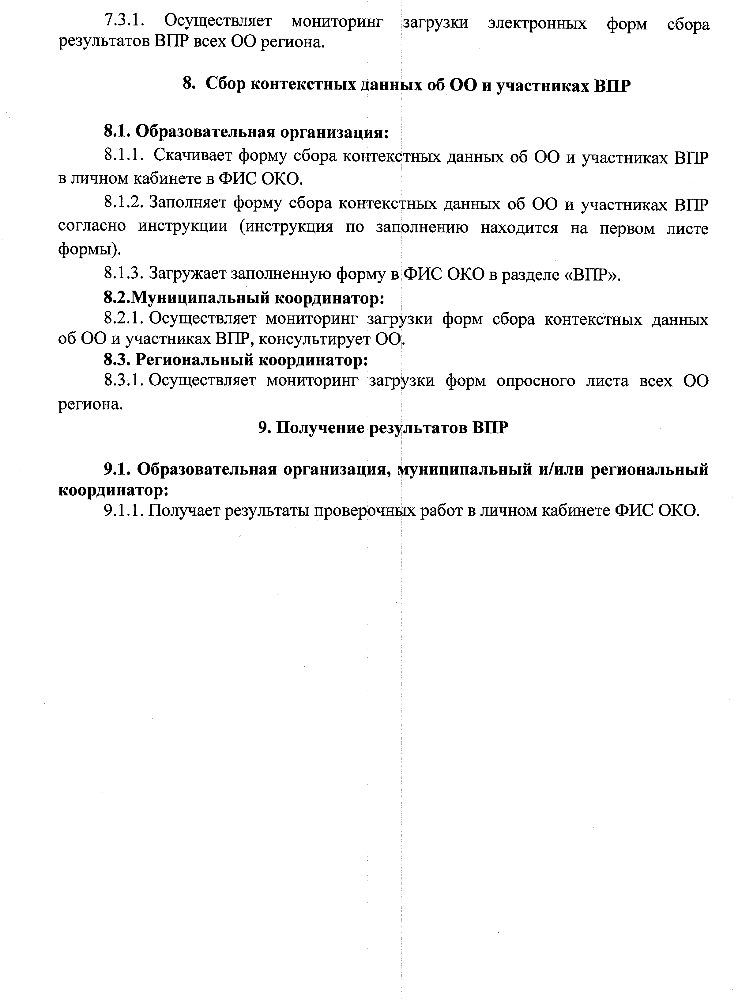 7.3.1. Осуществляет мониторинг загрузки электронных форм сбора
результатов ВПР всех ОО региона.
8. Сбор контекстных данных об ОО и участниках ВПР
8.1. Образовательная организация:
8.1.1. Скачивает форму сбора контекстных данных об ОО и участниках ВПР
в личном кабинете в ФИС ОКО.
8.1.2. Заполняет форму сбора контекстных данных об ОО и участниках ВПР
согласно инструкции (инструкция по заполнению находится на первом листе
формы).
8.1.3. Загружает заполненную форму в ФИС ОКО в разделе «ВПР».
8.2.Муниципальный координатор:
8.2.1. Осуществляет мониторинг загрузки форм сбора контекстных данных
об ОО и участниках ВПР, консультирует ОО.
8.3. Региональный координатор:
8.3.1. Осуществляет мониторинг загрузки форм опросного листа всех ОО
региона.
9. Получение результатов ВПР
9.1. Образовательная организация, муниципальный и/или региональный
координатор:
9.1.1. Получает результаты проверочных работ в личном кабинете ФИС ОКО.